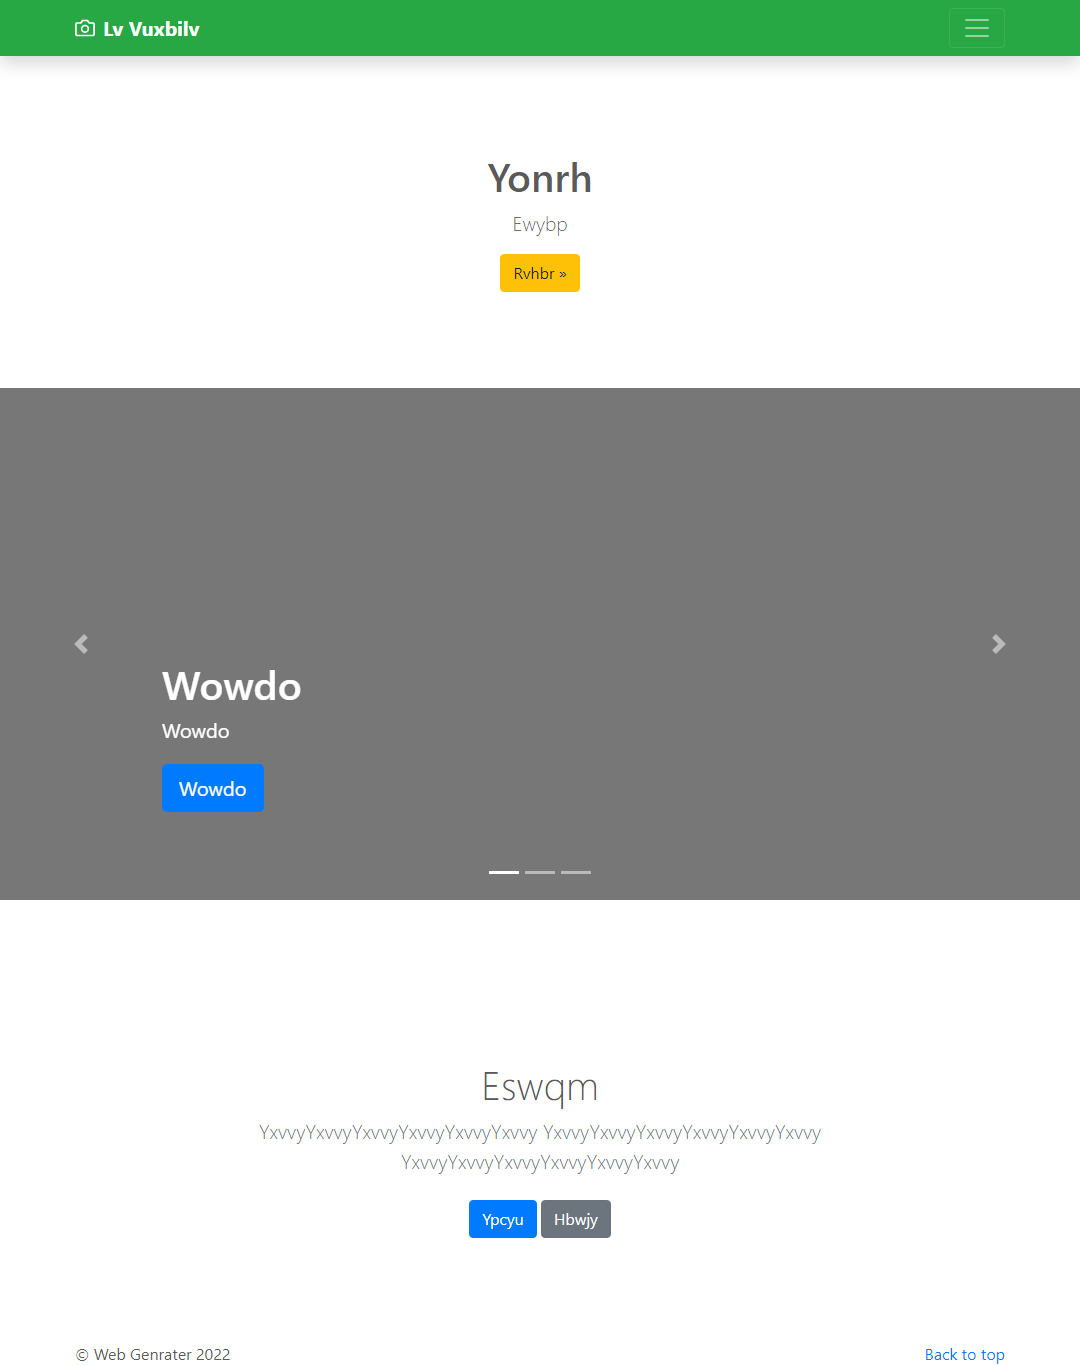 Lv Vuxbilv
Yonrh
Ewybp
Rvhbr »
Wowdo
Wowdo
Wowdo
Eswqm
YxvvyYxvvyYxvvyYxvvyYxvvyYxvvy YxvvyYxvvyYxvvyYxvvyYxvvyYxvvy
YxvvyYxvvyYxvvyYxvvyYxvvyYxvvy
Ypcyu Hbwjy
© Web Genrater 2022 Back to top